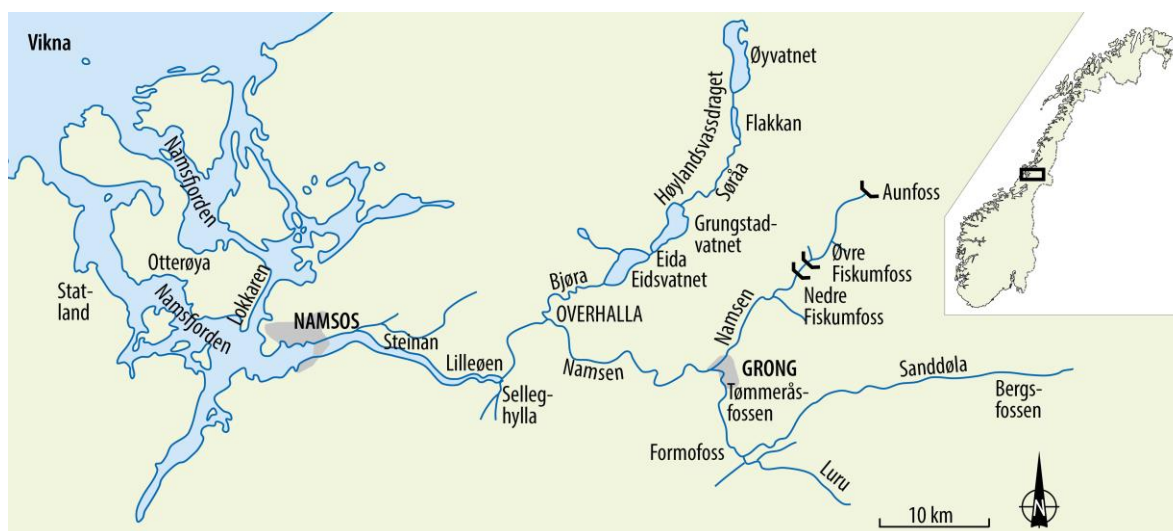 Vikna
Øyvatnet
Flakkan
Høylandsvassdraget
Søråa
Namsfjorden
Aunfoss
Grungstad-
vatnet
Øvre
Fiskumfoss
Otterøya
Eida
Eidsvatnet
Stat-
land
Namsfjorden
Lokkaren
Bjøra
Nedre
Fiskumfoss
NAMSOS
OVERHALLA
Namsen
Steinan
Lilleøen
Namsen
GRONG
Sanddøla
Selleg-
hylla
Tømmerås-
fossen
Bergs-
fossen
Formofoss
Luru
10 km
N